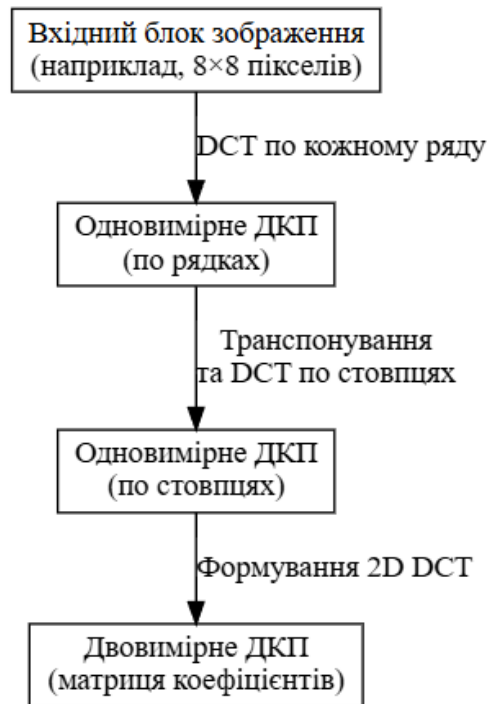 Вхідний блок зображення
(наприклад, 8×8 пікселів)
DCT по кожному ряду
Одновимірне ДКП
(по рядках)
Транспонування
та DCT по стовпцях
Одновимірне ДКП
(по стовпцях)
Формування 2D DCT
Двовимірне ДКП
(матриця коефіцієнтів)